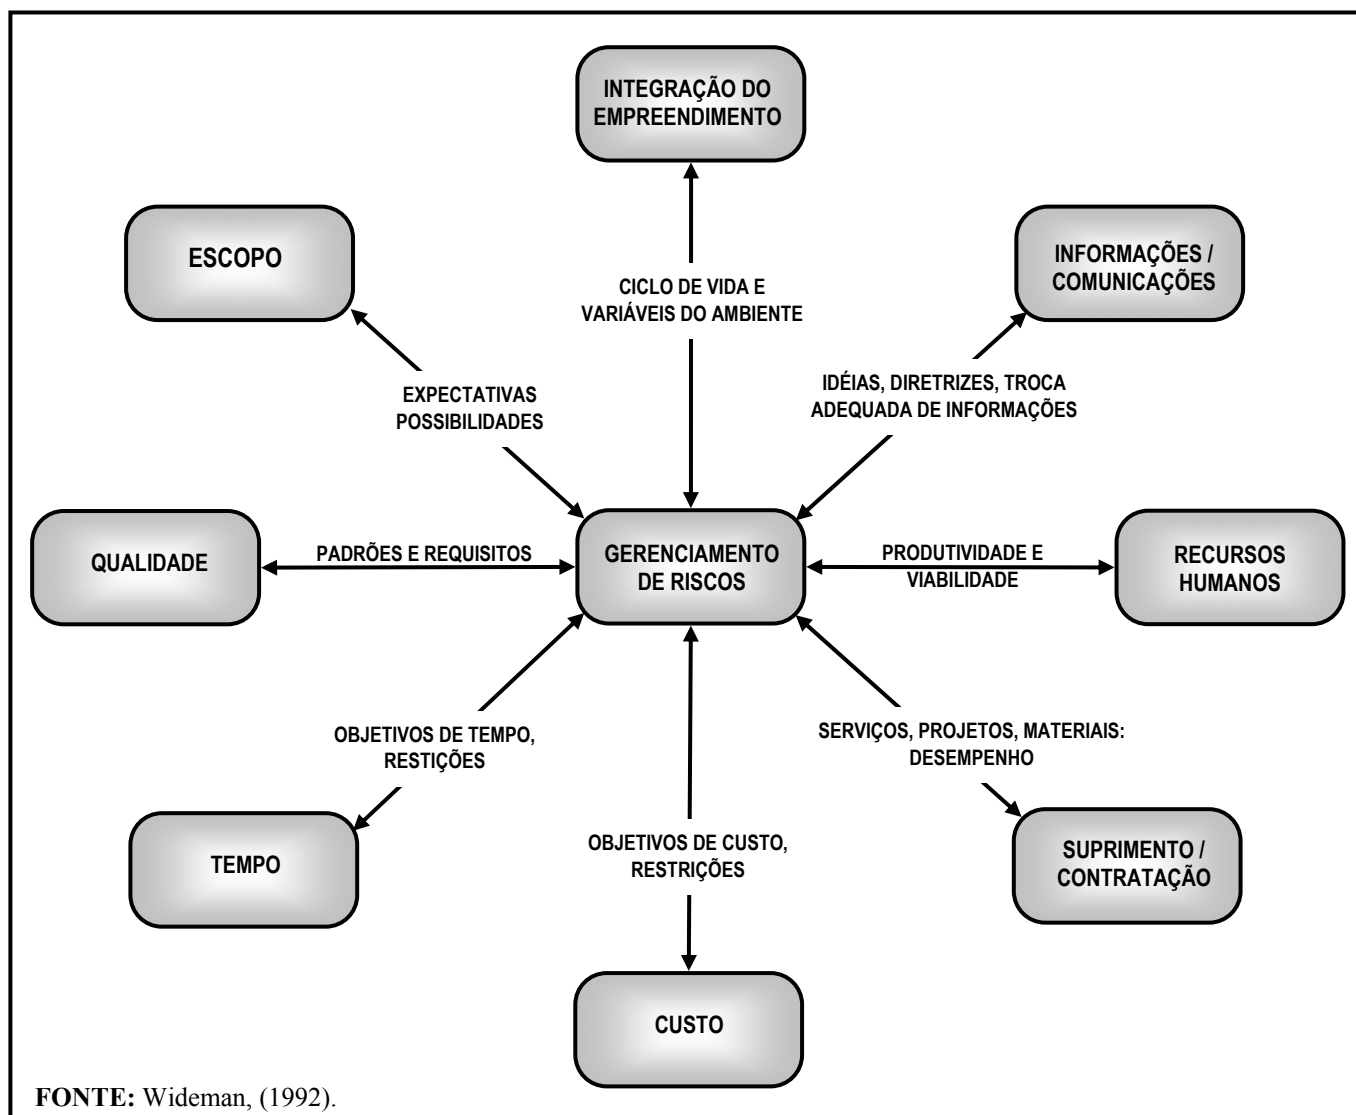 INTEGRAÇÃO DO
EMPREENDIMENTO
ESCOPO
INFORMAÇÕES /
COMUNICAÇÕES
CICLO DE VIDA E
VARIÁVEIS DO AMBIENTE
EXPECTATIVAS
POSSIBILIDADES
IDÉIAS, DIRETRIZES, TROCA
ADEQUADA DE INFORMAÇÕES
QUALIDADE
PADRÕES E REQUISITOS
GERENCIAMENTO
DE RISCOS
PRODUTIVIDADE E
VIABILIDADE
RECURSOS
HUMANOS
OBJETIVOS DE TEMPO,
RESTIÇÕES
SERVIÇOS, PROJETOS, MATERIAIS:
DESEMPENHO
TEMPO
OBJETIVOS DE CUSTO,
RESTRIÇÕES
SUPRIMENTO /
CONTRATAÇÃO
CUSTO
FONTE: Wideman, (1992).